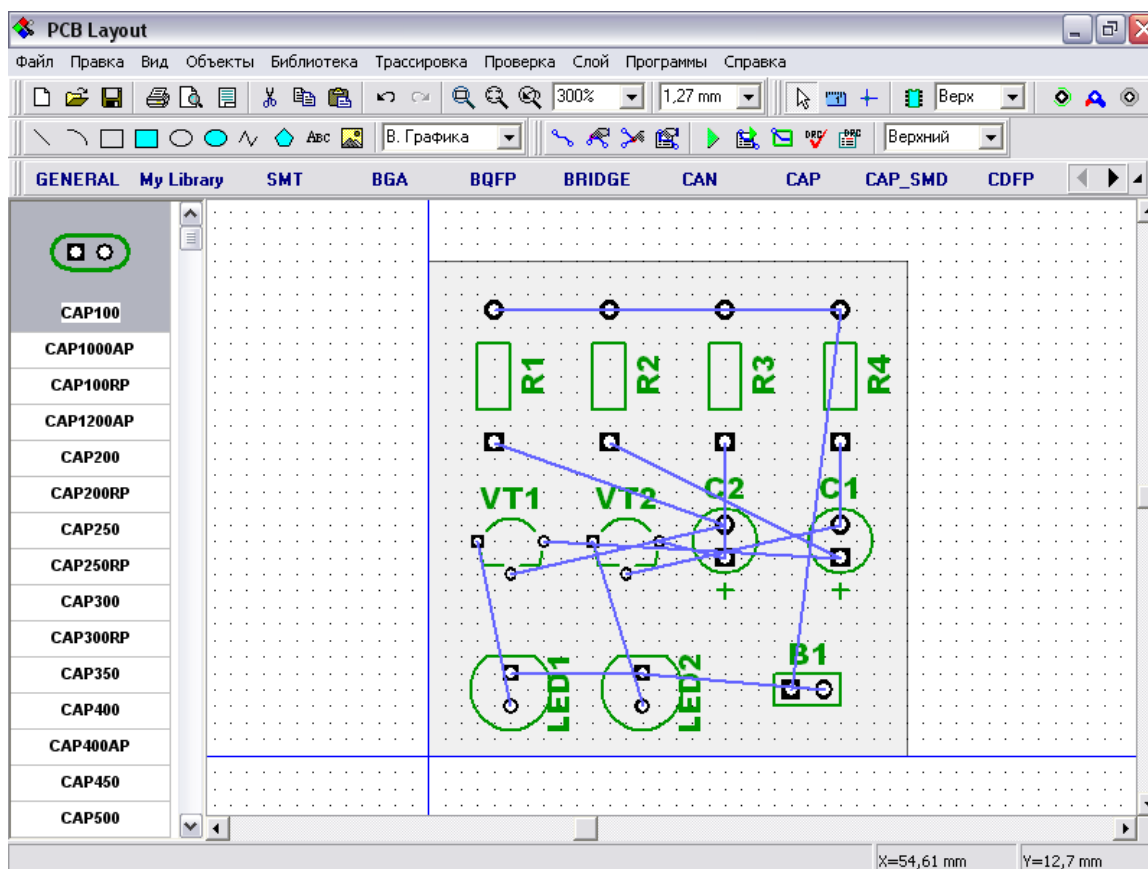 PCB Layout
Файл Правка Вид Объекты Библиотека Трассировка Проверка Слой Программы Справка
300% 1,27 mm Верх
ABC В. Графика DRC DRC Верхний
GENERAL My Library SMT BGA BQFP BRIDGE CAN CAP CAP_SMD CDFP
CAP100
CAP1000AP
CAP100RP
CAP1200AP
CAP200
CAP200RP
CAP250
CAP250RP
CAP300
CAP300RP
CAP350
CAP400
CAP400AP
CAP450
CAP500
R1 R2 R3 R4
VT1 VT2 C2 C1
+ +
LED1 LED2 B1
X=54,61 mm Y=12,7 mm